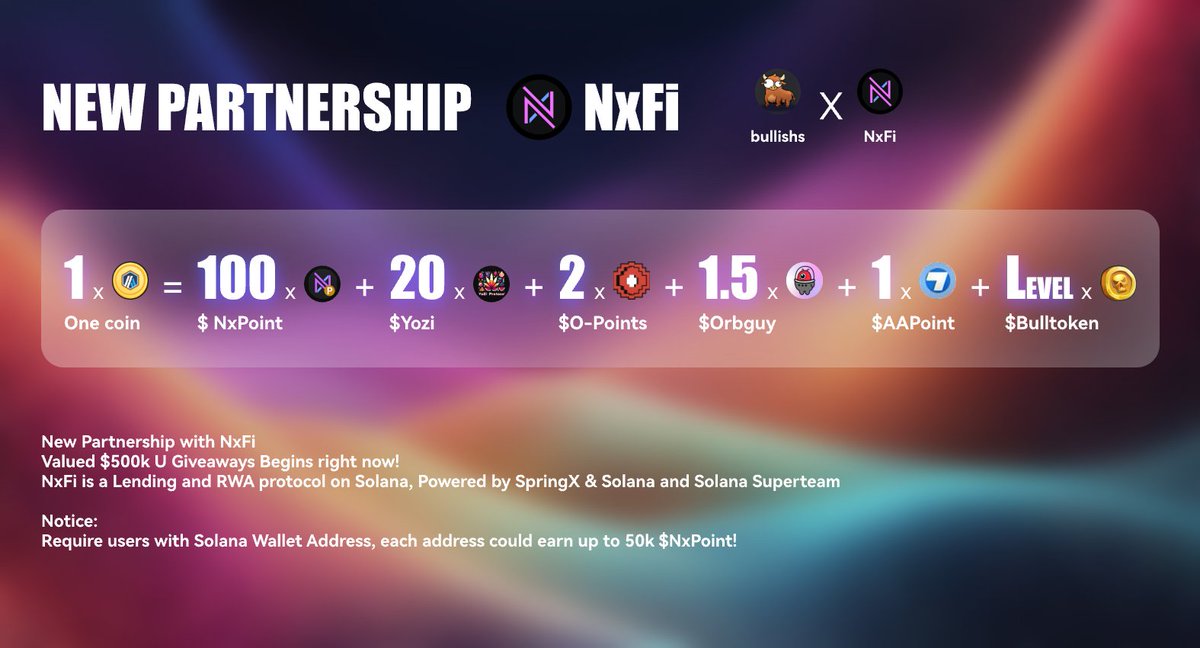 NEW PARTNERSHIP NxFi
bullishs X NxFi
1 x = 100 x + 20 x + 2 x + 1.5 x + 1 x + LEVEL x
One coin $ NxPoint $Yozi $O-Points $Orbguy $AAPoint $Bulltoken
New Partnership with NxFi
Valued $500k U Giveaways Begins right now!
NxFi is a Lending and RWA protocol on Solana, Powered by SpringX & Solana and Solana Superteam
Notice:
Require users with Solana Wallet Address, each address could earn up to 50k $NxPoint!